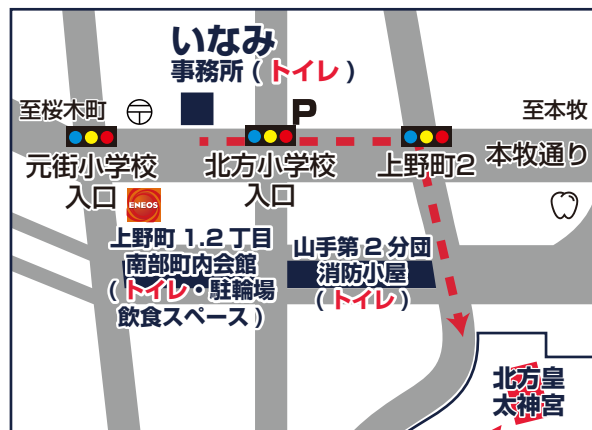 いなみ
事務所 ( トイレ )
至桜木町
P
至本牧
元街小学校
入口
北方小学校
入口
上野町2
本牧通り
ENEOS
上野町 1.2 丁目
南部町内会館
( トイレ・駐輪場
飲食スペース )
山手第 2 分団
消防小屋
( トイレ )
北方皇
太神宮